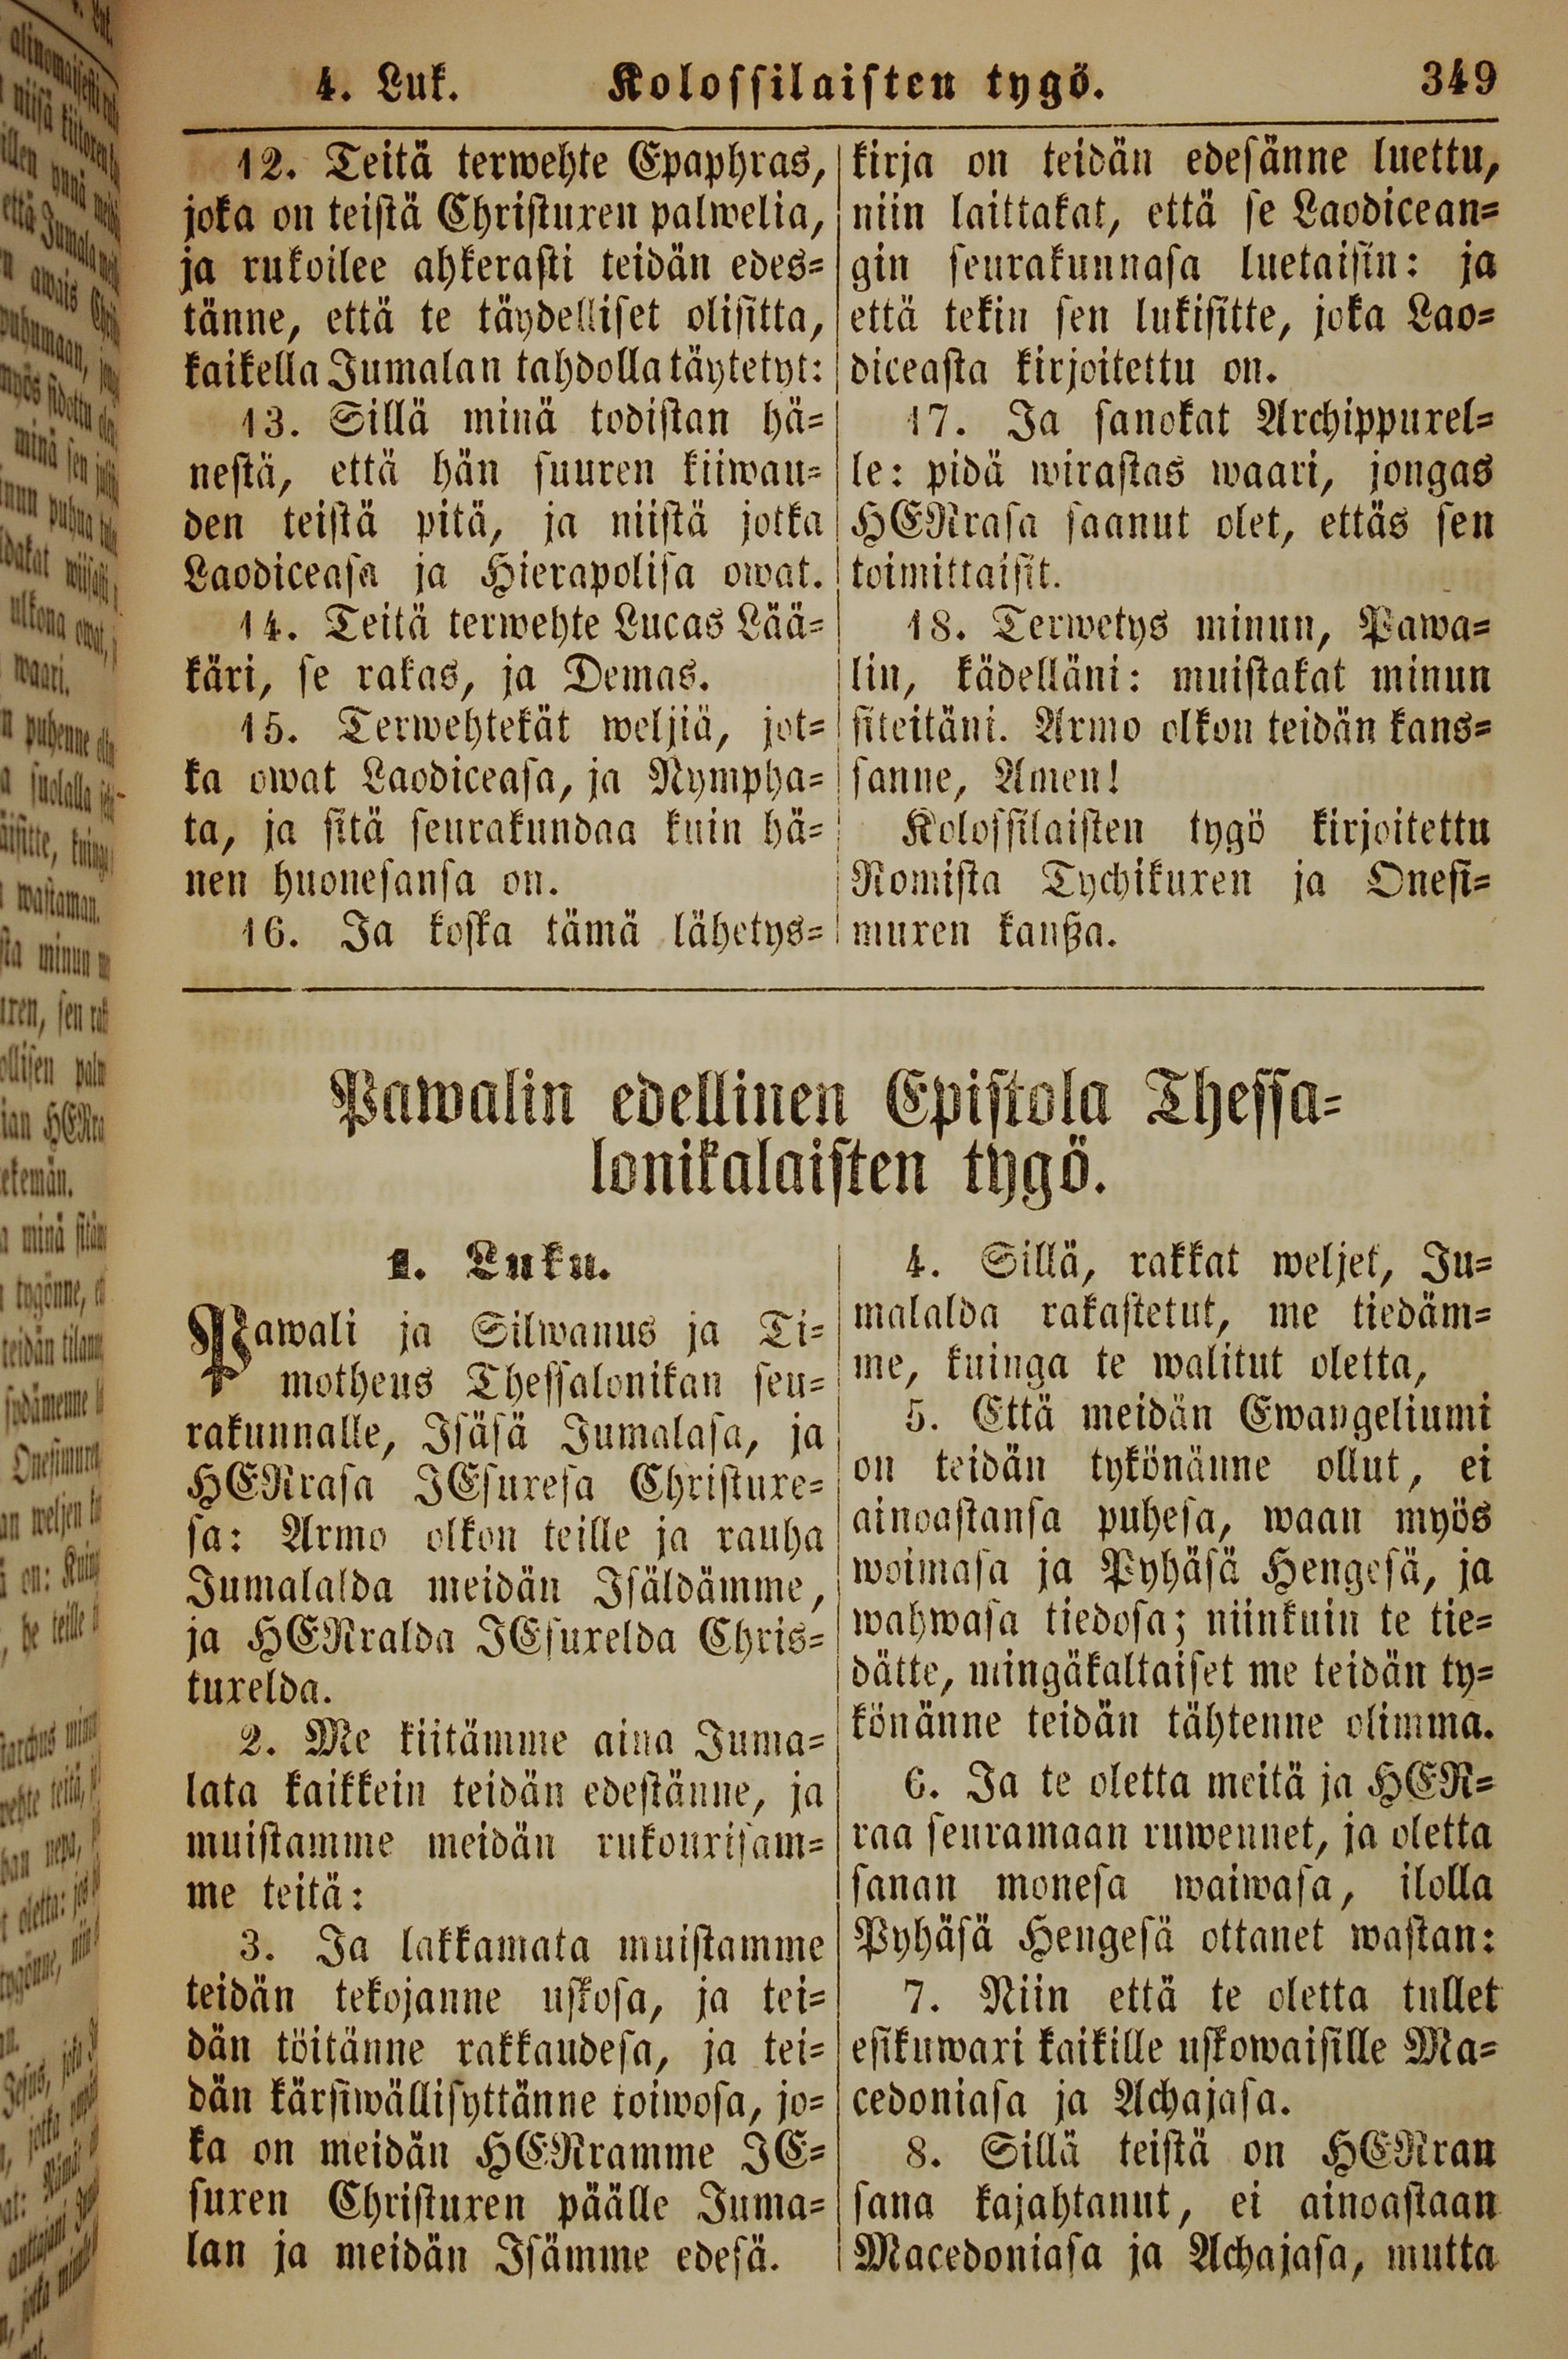 4. Luk. Kolossilaisten tygö. 349
12. Teitä terwehte Epaphras,
joka on teistä Christuxen palwelia,
ja rukoilee ahkerasti teidän edes=
tänne, että te täydelliset olisitta,
kaikella Jumalan tahdolla täytetyt:
13. Sillä minä todistan hä=
nestä, että hän suuren kiiwau=
den teistä pitä, ja niistä jotka
Laodiceasa ja Hierapolisa owat.
14. Teitä terwehte Lucas Lää=
käri, se rakas, ja Demas.
15. Terwehtekät weljiä, jot=
ka owat Laodiceasa, ja Nympha=
ta, ja sitä seurakundaa kuin hä=
nen huonesansa on.
16. Ja koska tämä lähetys=
kirja on teidän edesänne luettu,
niin laittakat, että se Laodicean=
gin seurakunnasa luetaisin: ja
että tekin sen lukisitte, joka Lao=
diceasta kirjoitettu on.
17. Ja sanokat Archippuxel=
le: pidä wirastas waari, jongas
HERrasa saanut olet, ettäs sen
toimittaisit.
18. Terwetys minun, Pawa=
lin, kädelläni: muistakat minun
siteitäni. Armo olkon teidän kans=
sanne, Amen!
Kolossilaisten tygö kirjoitettu
Romista Tychikuxen ja Onesi=
muxen kanßa.
Pawalin edellinen Epistola Thessa=
lonikalaisten tygö.
1. Luku.
Pawali ja Silwanus ja Ti=
motheus Thessalonikan seu=
rakunnalle, Isäsä Jumalasa, ja
HERrasa JEsuxesa Christuxe=
sa: Armo olkon teille ja rauha
Jumalalda meidän Isäldämme,
ja HERralda JEsuxelda Chris=
tuxelda.
2. Me kiitämme aina Juma=
lata kaikkein teidän edestänne, ja
muistamme meidän rukouxisam=
me teitä:
3. Ja lakkamata muistamme
teidän tekojanne uskosa, ja tei=
dän töitänne rakkaudesa, ja tei=
dän kärsiwällisyttänne toiwosa, jo=
ka on meidän HERramme JE=
suxen Christuxen päälle Juma=
lan ja meidän Isämme edesä.
4. Sillä, rakkat weljet, Ju=
malalda rakastetut, me tiedäm=
me, kuinga te walitut oletta,
5. Että meidän Ewangeliumi
on teidän tykönänne ollut, ei
ainoastansa puhesa, waan myös
woimasa ja Pyhäsä Hengesä, ja
wahwasa tiedosa; niinkuin te tie=
dätte, mingäkaltaiset me teidän ty=
könänne teidän tähtenne olimma.
6. Ja te oletta meitä ja HER=
raa seuramaan ruwennet, ja oletta
sanan monesa waiwasa, ilolla
Pyhäsä Hengesä ottanet wastan:
7. Niin että te oletta tullet
esikuwaxi kaikille uskowaisille Ma=
cedoniasa ja Achajasa.
8. Sillä teistä on HERran
sana kajahtanut, ei ainoastaan
Macedoniasa ja Achajasa, mutta